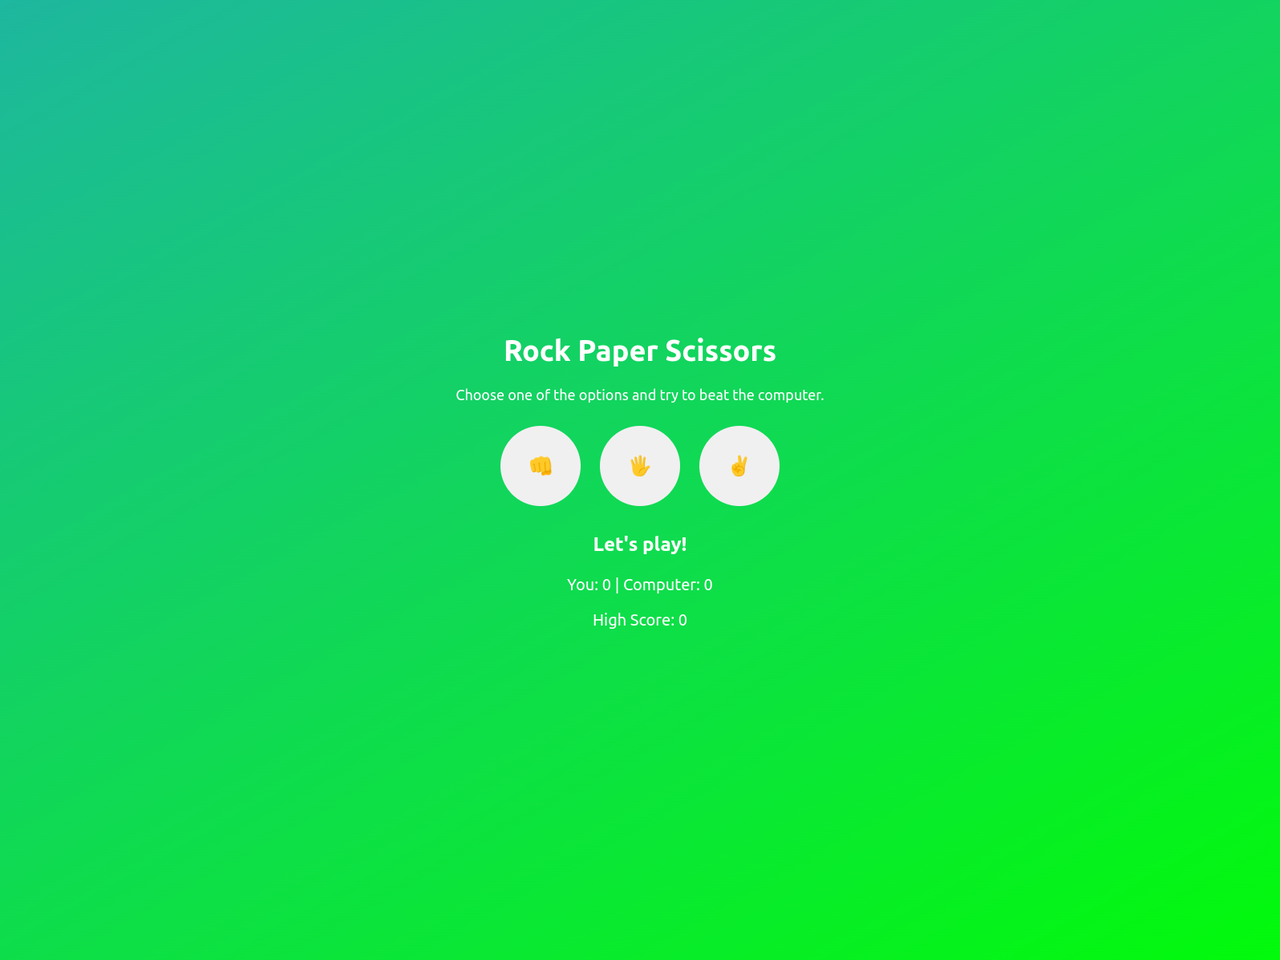 Rock Paper Scissors
Choose one of the options and try to beat the computer.
Let's play!
You: 0 | Computer: 0
High Score: 0